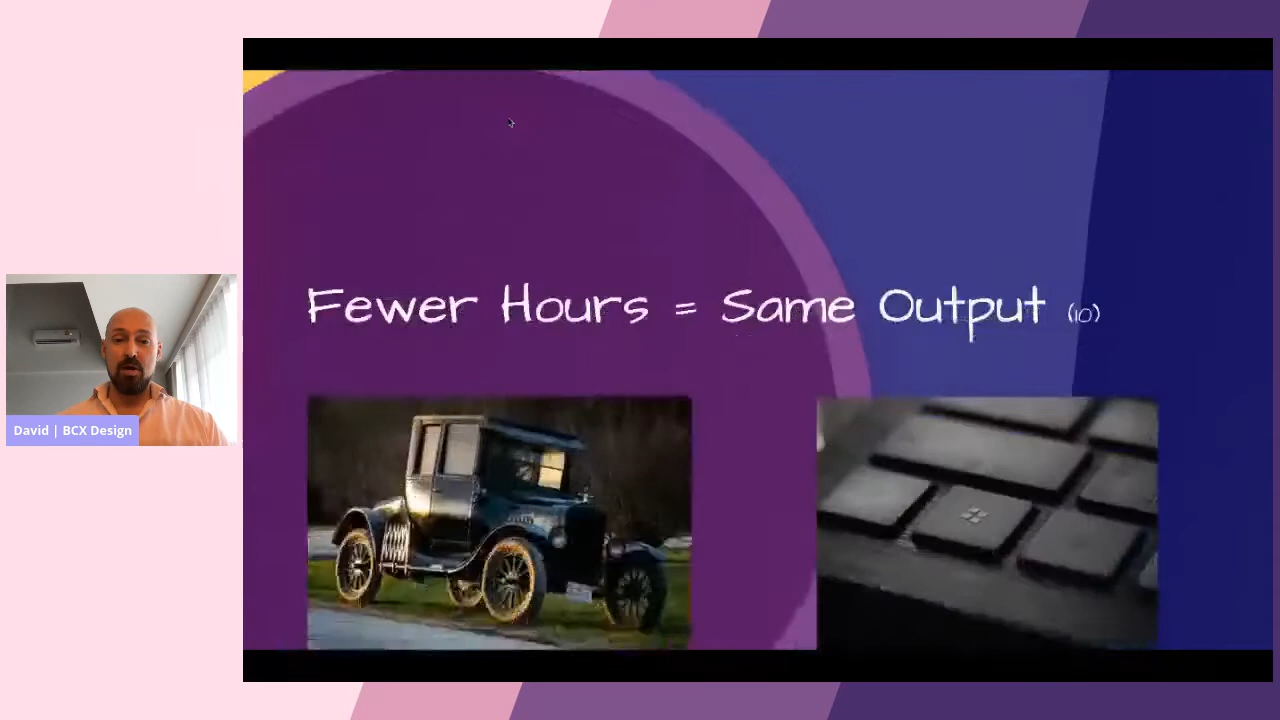 Fewer Hours = Same Output (10)
David | BCX Design